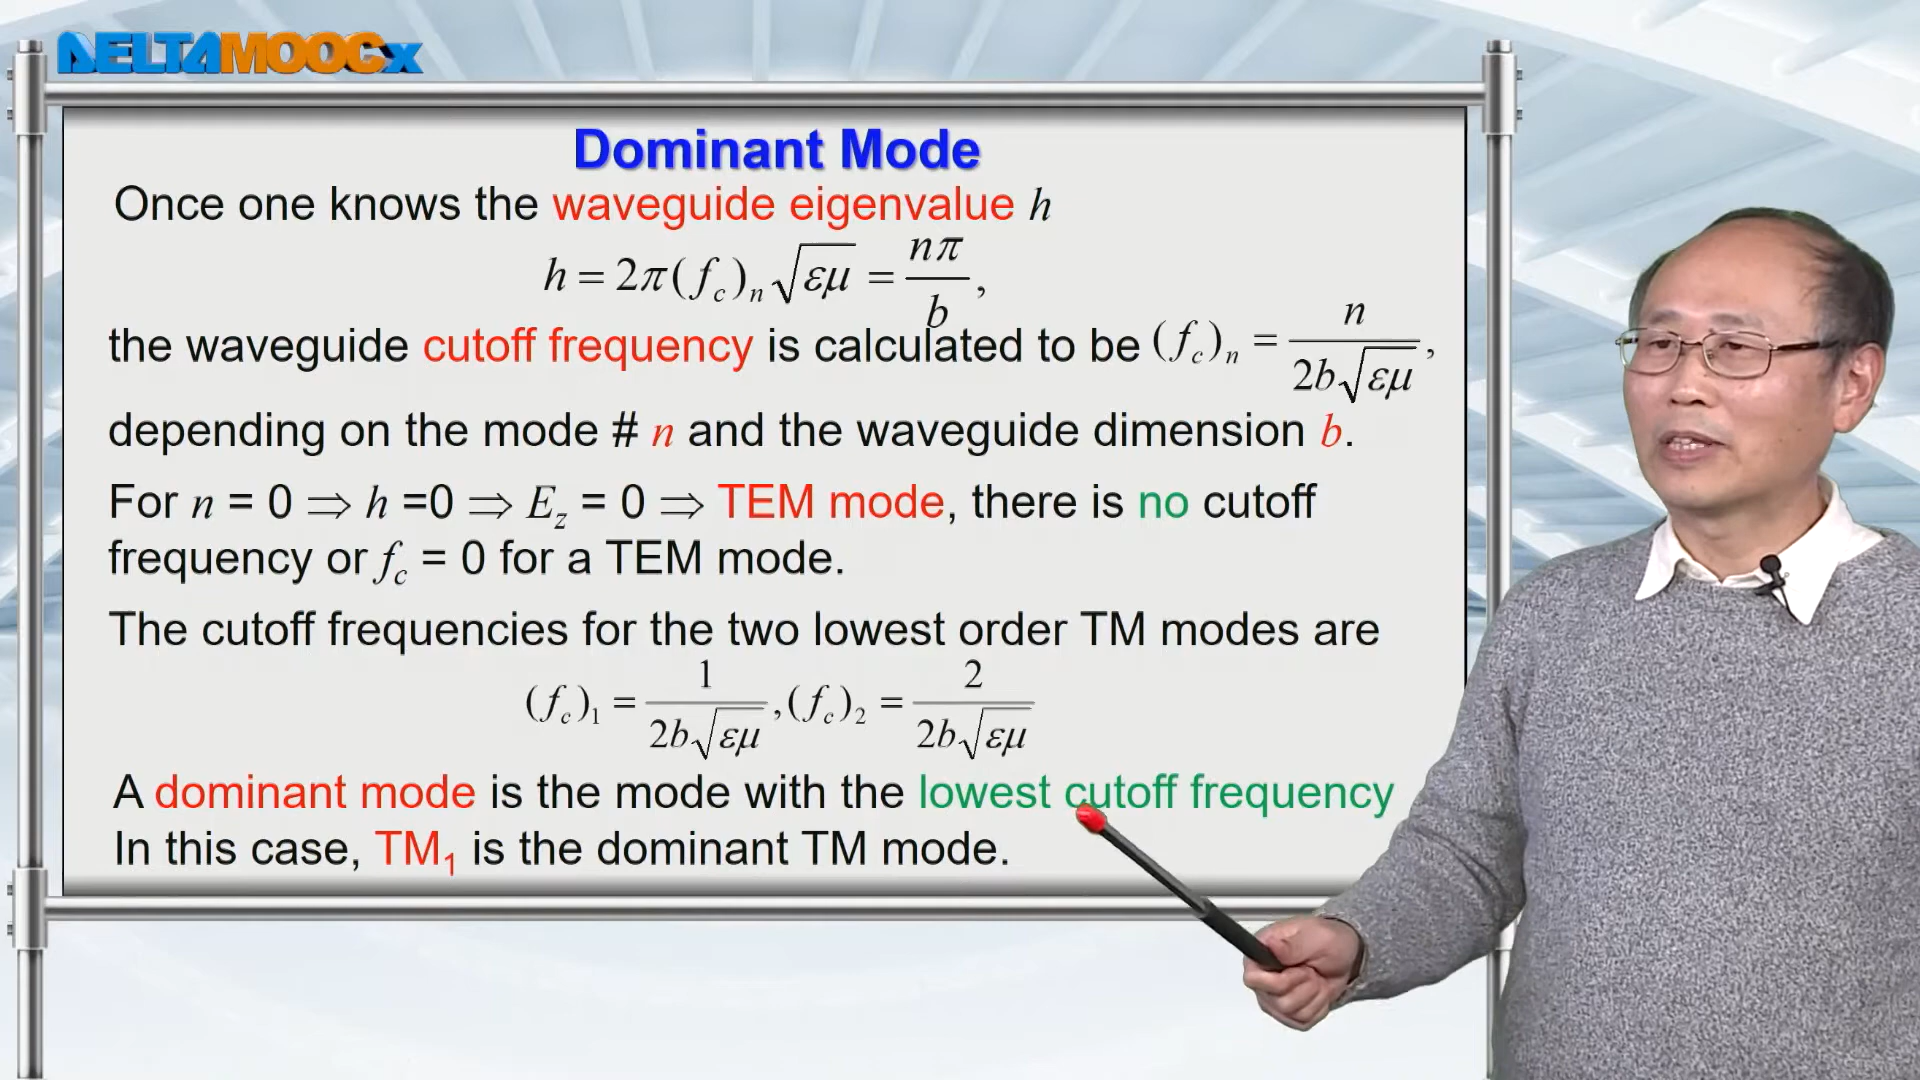 DELTAMOOCx
Dominant Mode
Once one knows the waveguide eigenvalue h
h = 2π(f_c)_n √(εμ) = nπ/b,
the waveguide cutoff frequency is calculated to be (f_c)_n = n/(2b√(εμ)),
depending on the mode # n and the waveguide dimension b.
For n = 0 ⇒ h =0 ⇒ E_z = 0 ⇒ TEM mode, there is no cutoff
frequency or f_c = 0 for a TEM mode.
The cutoff frequencies for the two lowest order TM modes are
(f_c)_1 = 1/(2b√(εμ)), (f_c)_2 = 2/(2b√(εμ))
A dominant mode is the mode with the lowest cutoff frequency
In this case, TM_1 is the dominant TM mode.